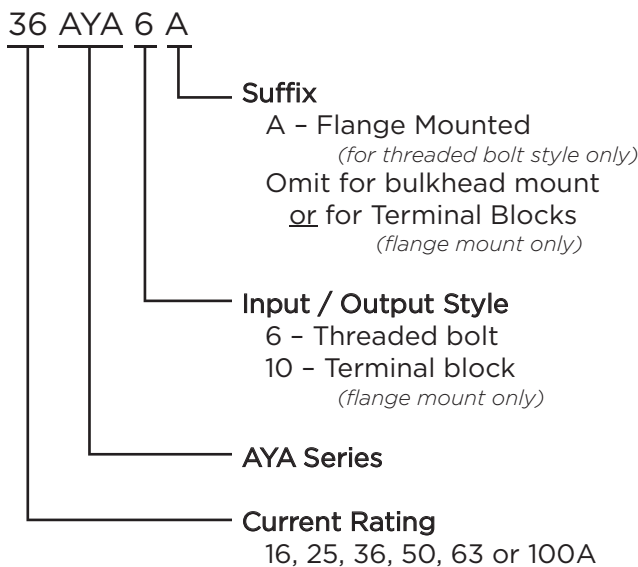 36 AYA 6 A
Suffix
A – Flange Mounted
(for threaded bolt style only)
Omit for bulkhead mount
or for Terminal Blocks
(flange mount only)
Input / Output Style
6 – Threaded bolt
10 – Terminal block
(flange mount only)
AYA Series
Current Rating
16, 25, 36, 50, 63 or 100A